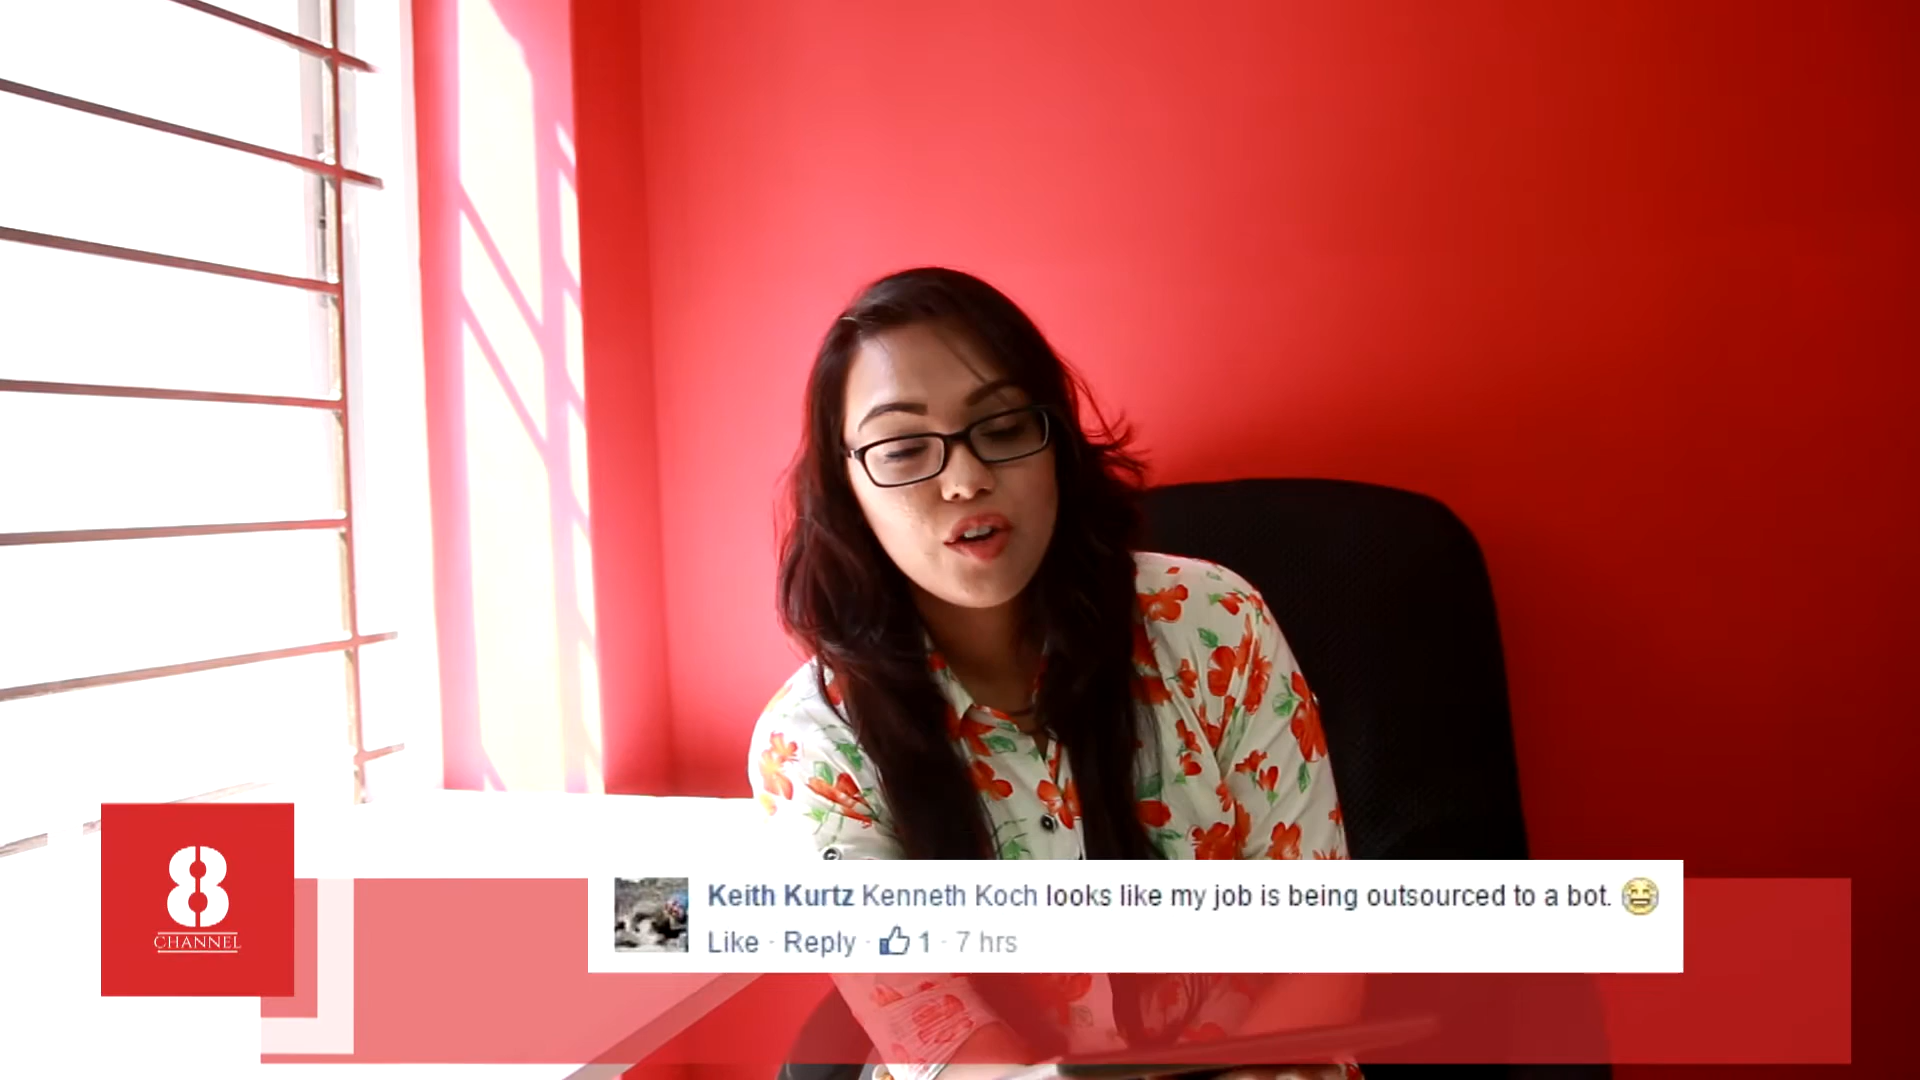 8
CHANNEL
Keith Kurtz Kenneth Koch looks like my job is being outsourced to a bot. 😄
Like · Reply · 1 · 7 hrs